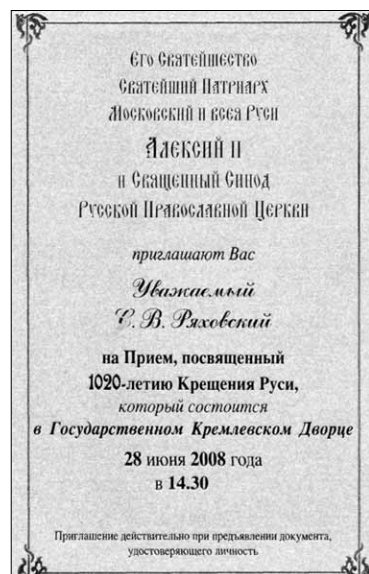 Его Святейшество
Святейший Патриарх
Московский и всея Руси
Алексий II
и Священный Синод
Русской Православной Церкви
приглашают Вас
Уважаемый
С. В. Ряховский
на Прием, посвященный
1020-летию Крещения Руси,
который состоится
в Государственном Кремлевском Дворце
28 июня 2008 года
в 14.30
Приглашение действительно при предъявлении документа,
удостоверяющего личность